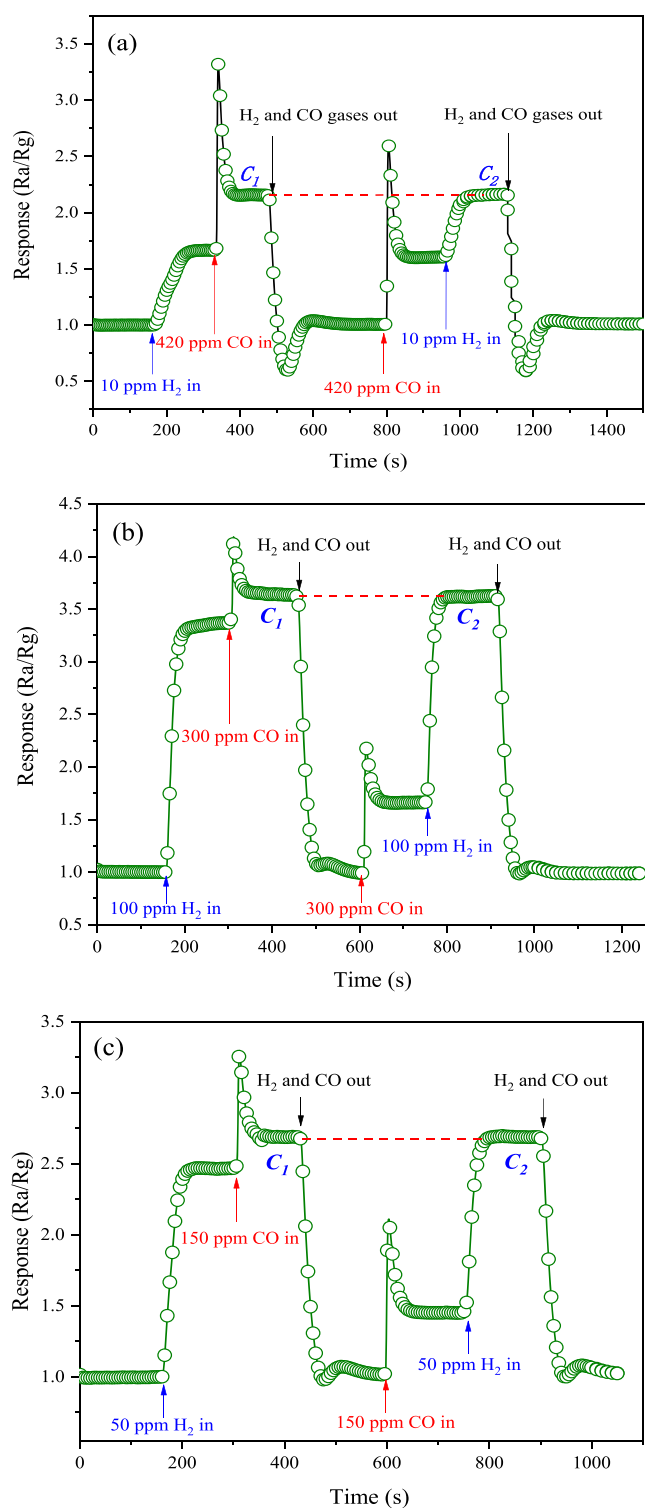 (a)
3.5
3.0
2.5
2.0
1.5
1.0
0.5
Response (Ra/Rg)
H₂ and CO gases out
H₂ and CO gases out
C₁
C₂
420 ppm CO in
10 ppm H₂ in
10 ppm H₂ in
420 ppm CO in
0 200 400 600 800 1000 1200 1400
Time (s)
(b)
4.5
4.0
3.5
3.0
2.5
2.0
1.5
1.0
0.5
Response (Ra/Rg)
H₂ and CO out
H₂ and CO out
C₁
C₂
300 ppm CO in
100 ppm H₂ in
100 ppm H₂ in
300 ppm CO in
0 200 400 600 800 1000 1200
Time (s)
(c)
3.5
3.0
2.5
2.0
1.5
1.0
Response (Ra/Rg)
H₂ and CO out
H₂ and CO out
C₁
C₂
150 ppm CO in
50 ppm H₂ in
50 ppm H₂ in
150 ppm CO in
0 200 400 600 800 1000
Time (s)